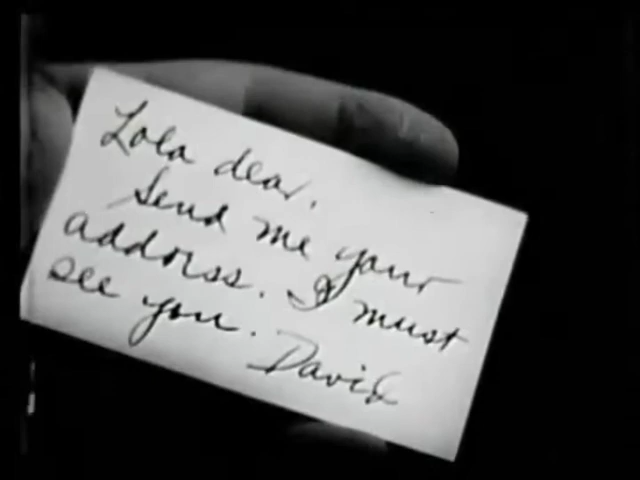 Lola dear.
Send me your
address. I must
see you.
David